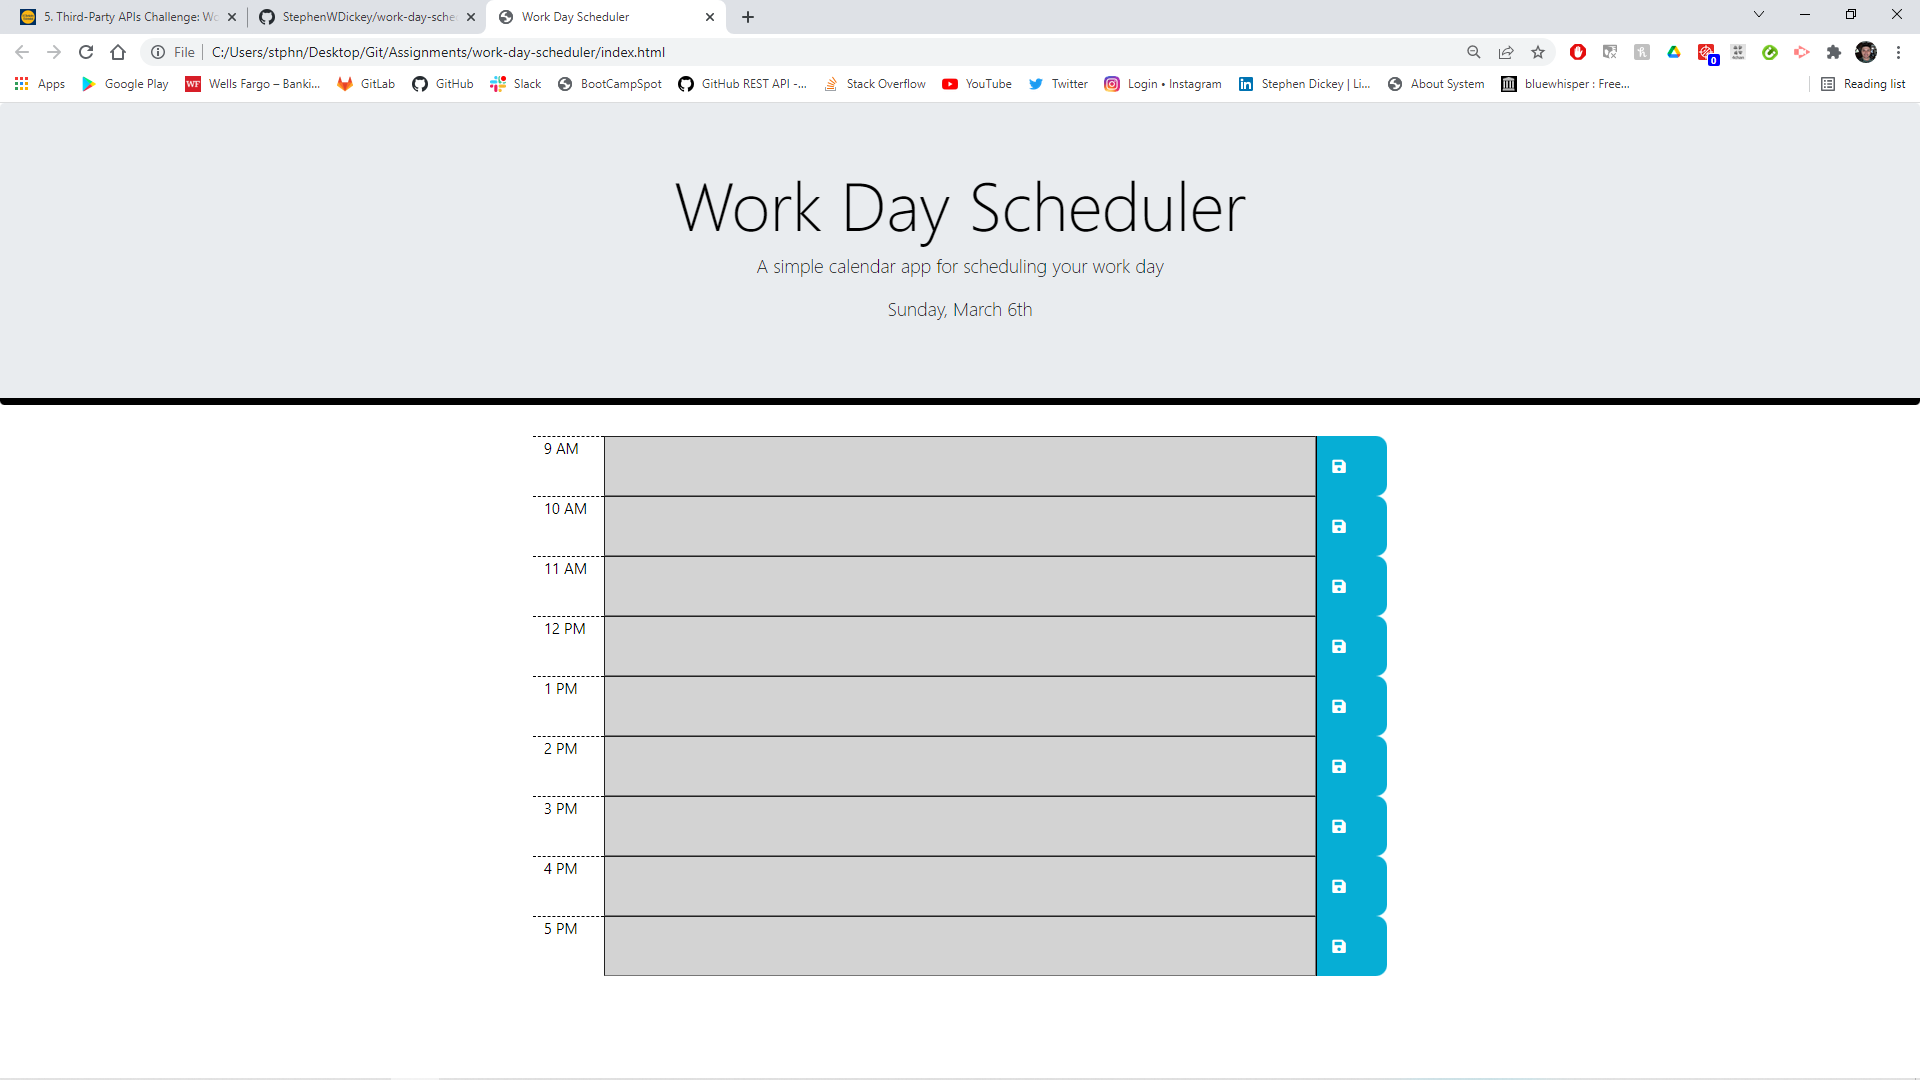 5. Third-Party APIs Challenge: Wo
StephenWDickey/work-day-sche
Work Day Scheduler
File
C:/Users/stphn/Desktop/Git/Assignments/work-day-scheduler/index.html
0
Apps
Google Play
WF
Wells Fargo – Banki...
GitLab
GitHub
Slack
BootCampSpot
GitHub REST API -...
Stack Overflow
YouTube
Twitter
Login • Instagram
Stephen Dickey | Li...
About System
bluewhisper : Free...
Reading list
Work Day Scheduler
A simple calendar app for scheduling your work day
Sunday, March 6th
9 AM
10 AM
11 AM
12 PM
1 PM
2 PM
3 PM
4 PM
5 PM